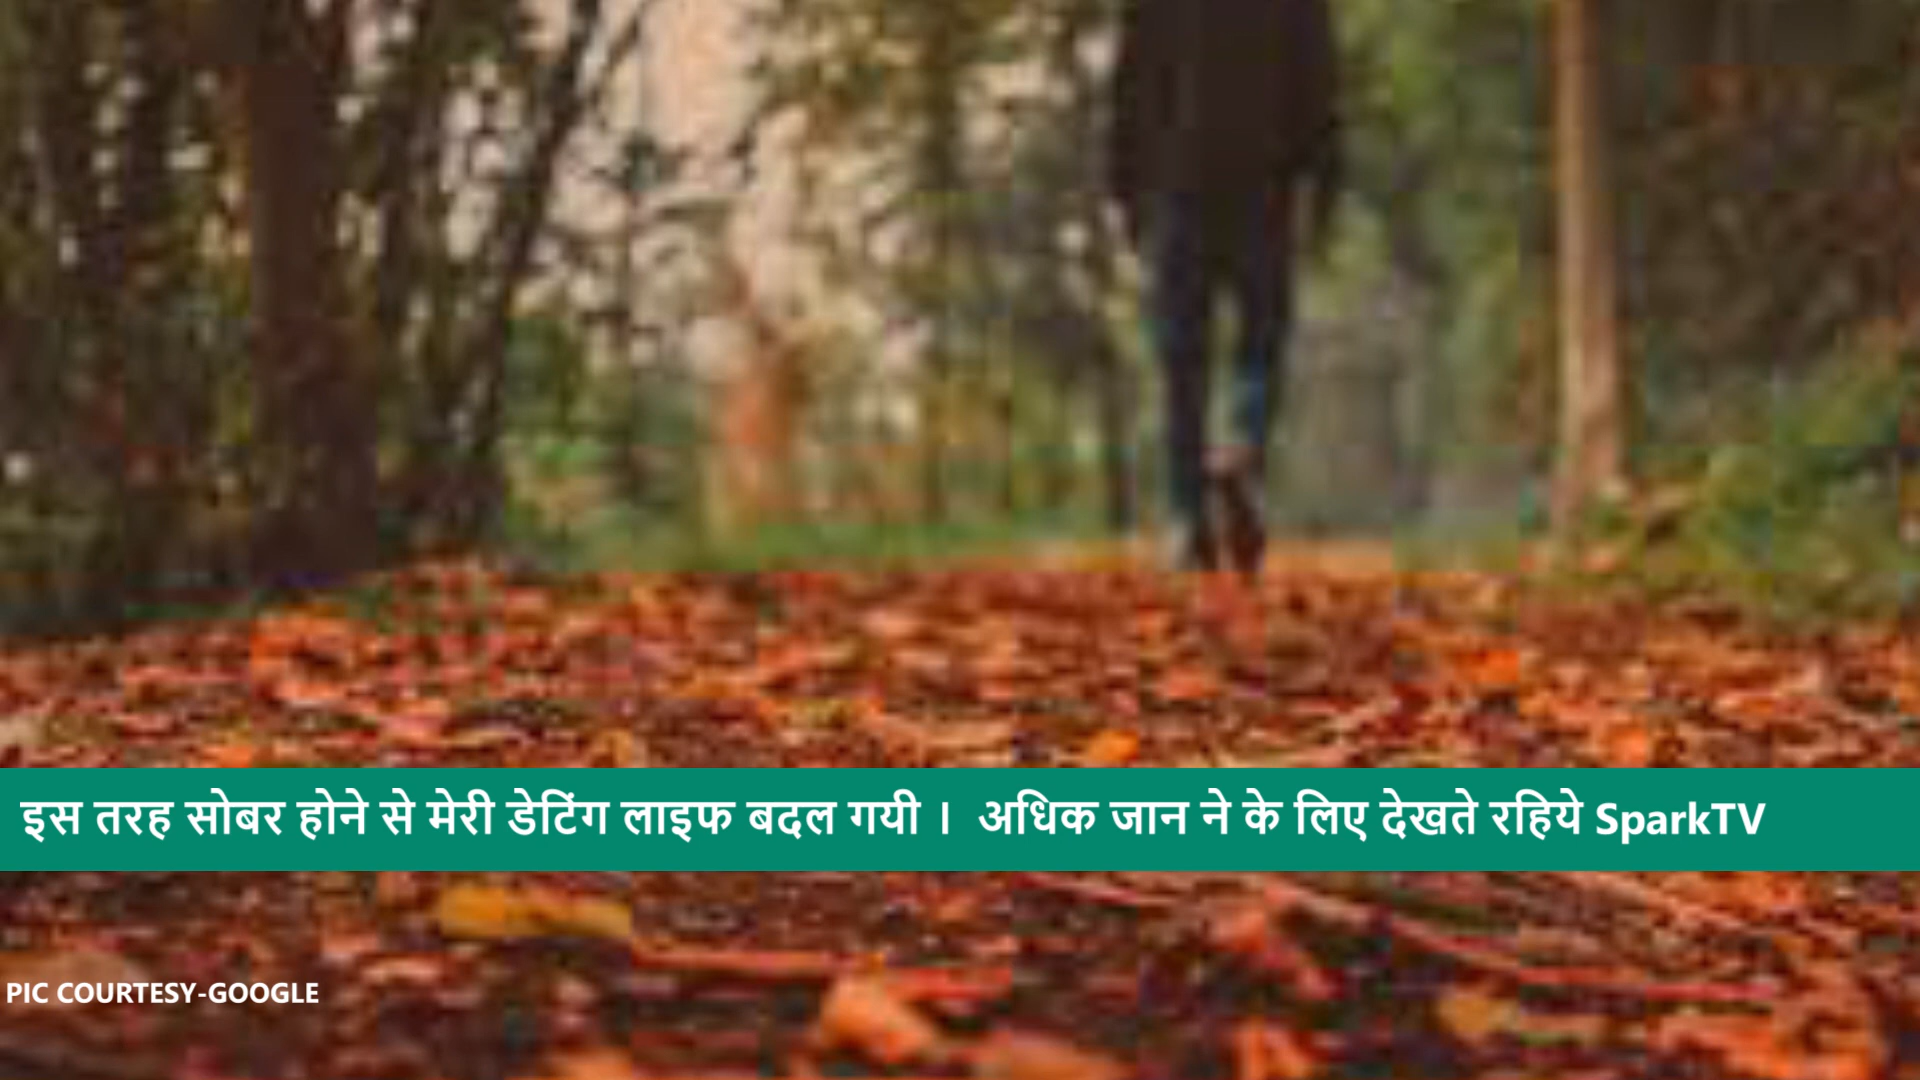 इस तरह सोबर होने से मेरी डेटिंग लाइफ बदल गयी ।  अधिक जान ने के लिए देखते रहिये SparkTV
PIC COURTESY-GOOGLE